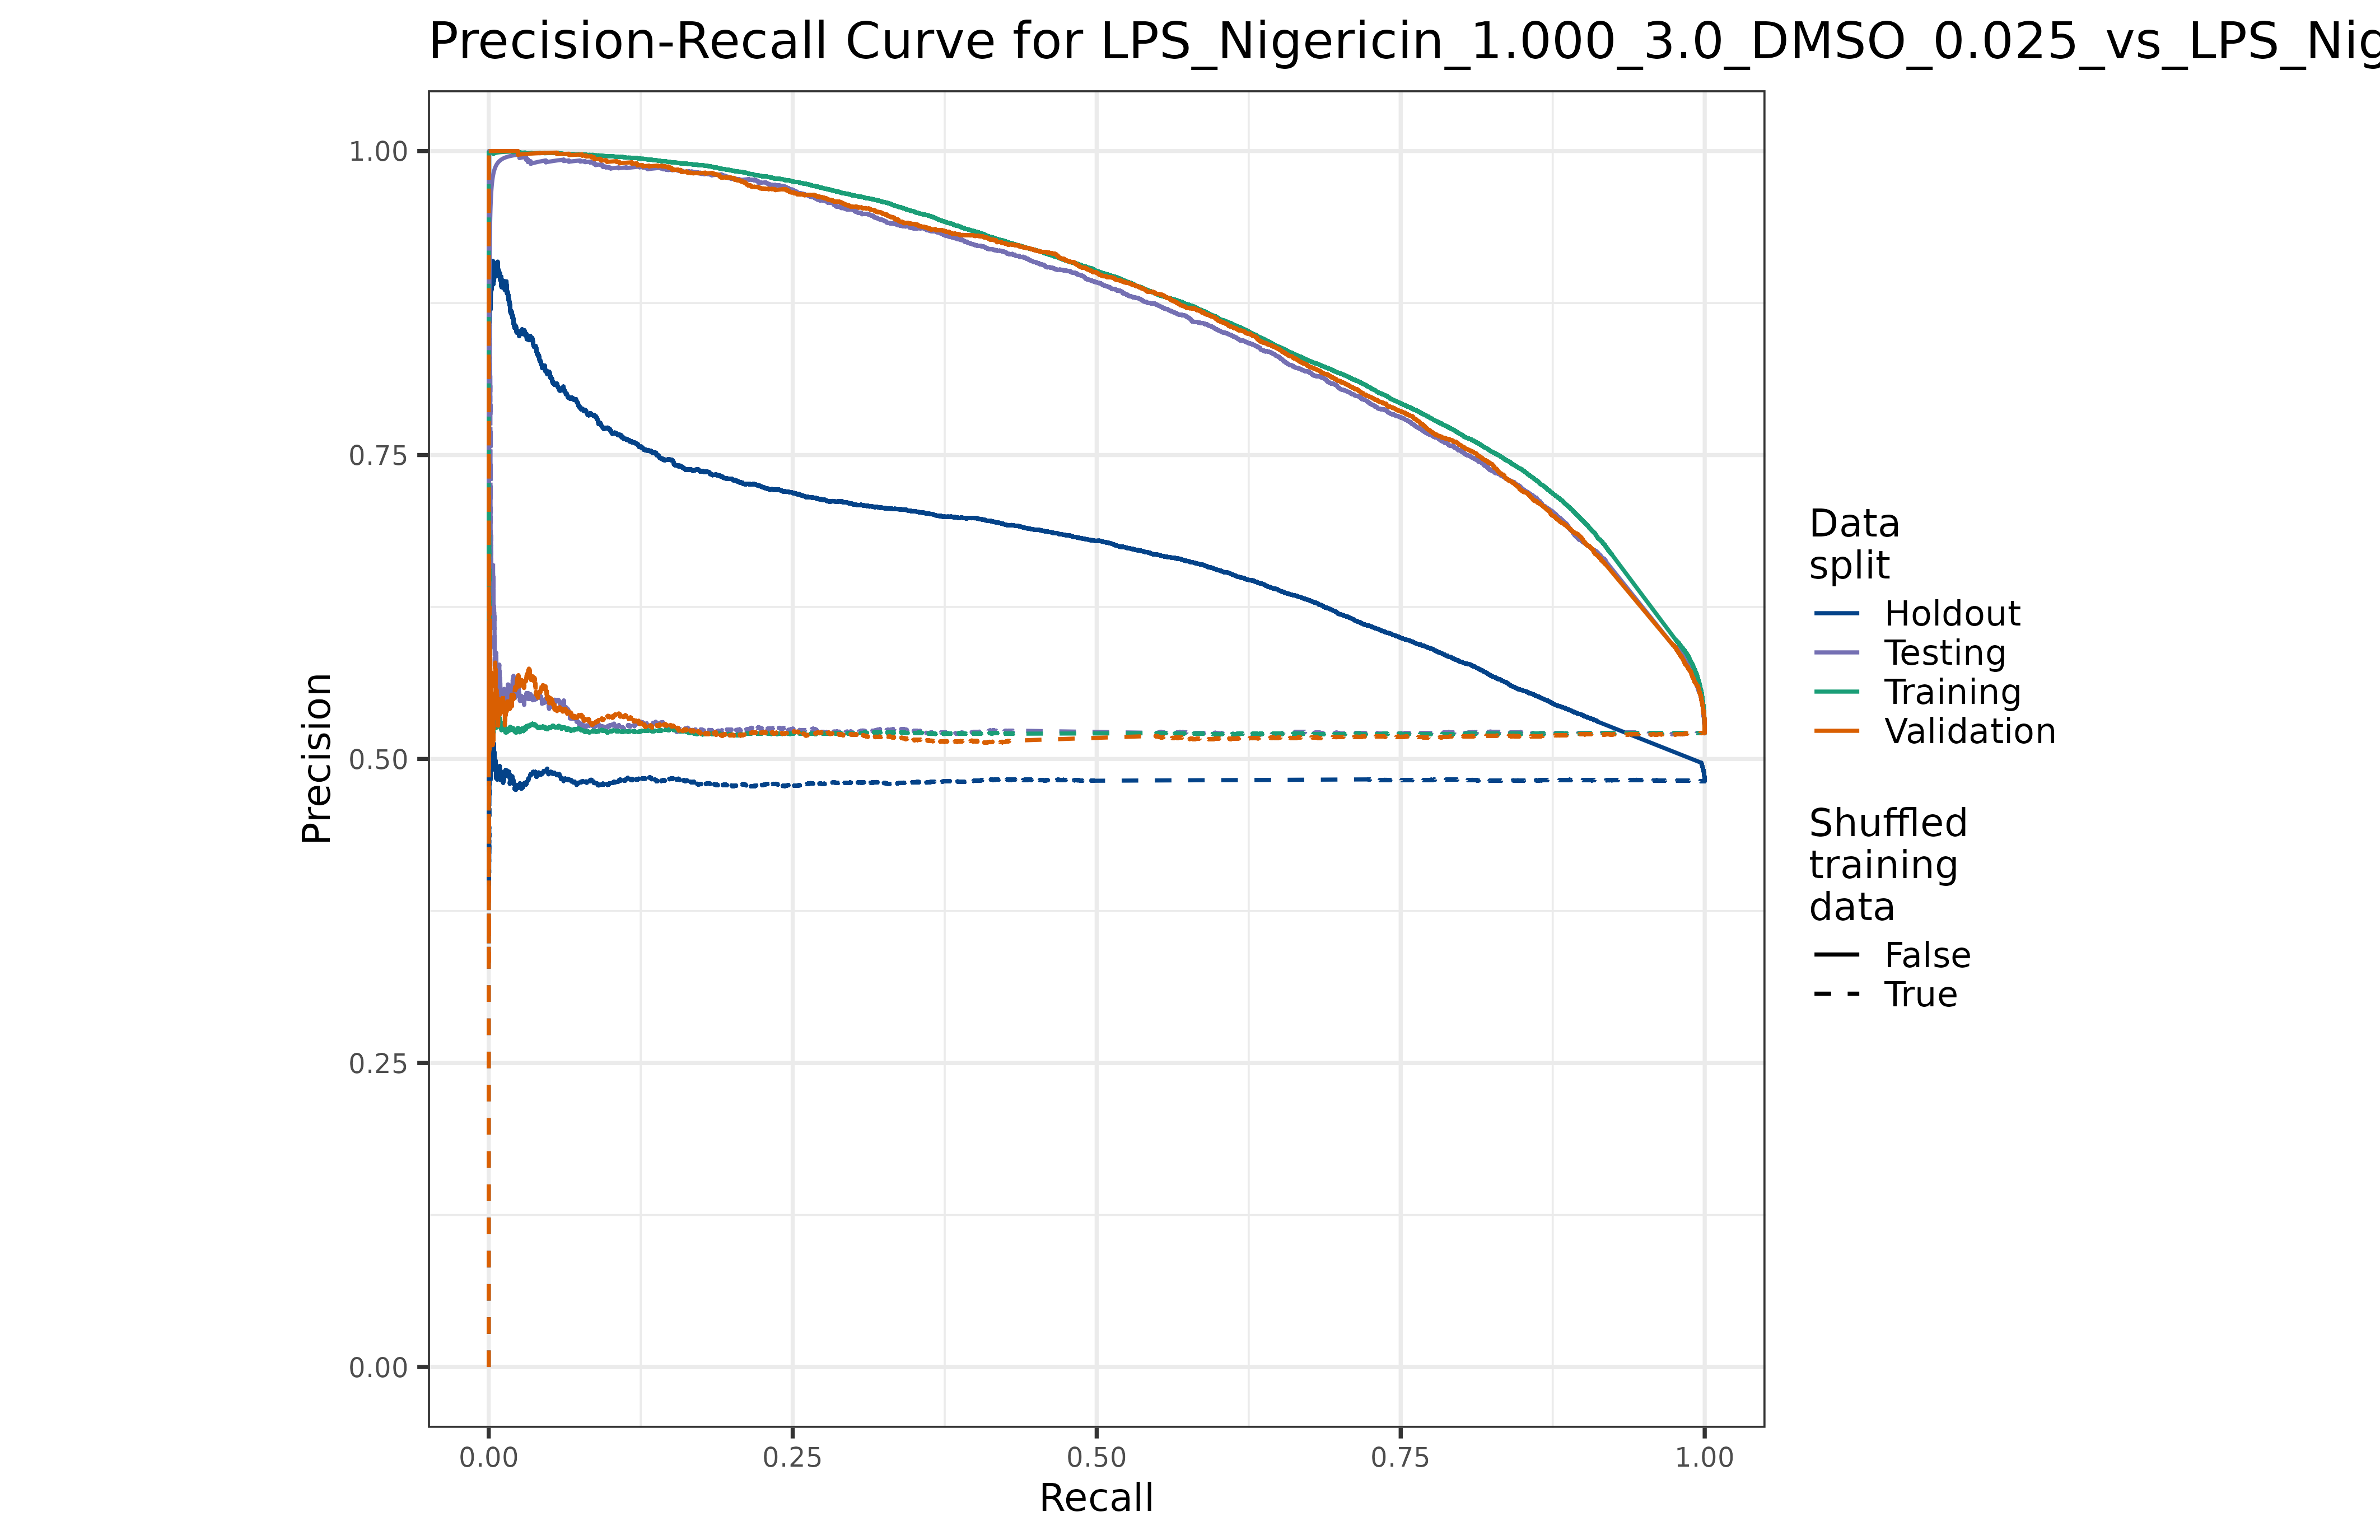 Precision-Recall Curve for LPS_Nigericin_1.000_3.0_DMSO_0.025_vs_LPS_Nig
1.00
0.75
0.50
0.25
0.00
Precision
0.00 0.25 0.50 0.75 1.00
Recall
Data
split
Holdout
Testing
Training
Validation
Shuffled
training
data
False
True